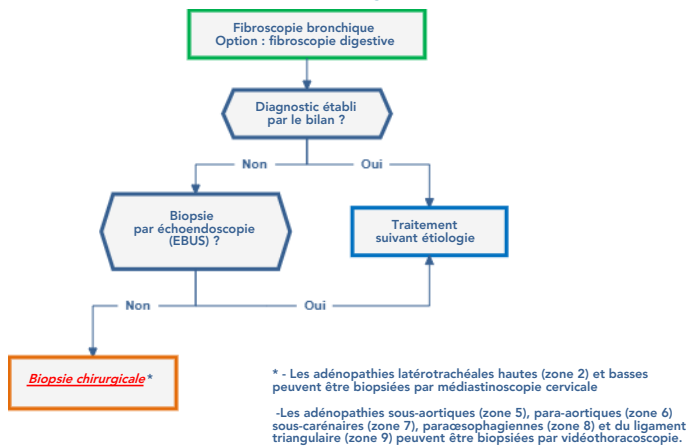 Fibroscopie bronchique
Option : fibroscopie digestive
Diagnostic établi
par le bilan ?
Non
Oui
Biopsie
par échoendoscopie
(EBUS) ?
Traitement
suivant étiologie
Non
Oui
Biopsie chirurgicale*
* - Les adénopathies latérotrachéales hautes (zone 2) et basses
peuvent être biopsiées par médiastinoscopie cervicale
-Les adénopathies sous-aortiques (zone 5), para-aortiques (zone 6)
sous-carénaires (zone 7), paraœsophagiennes (zone 8) et du ligament
triangulaire (zone 9) peuvent être biopsiées par vidéothoracoscopie.